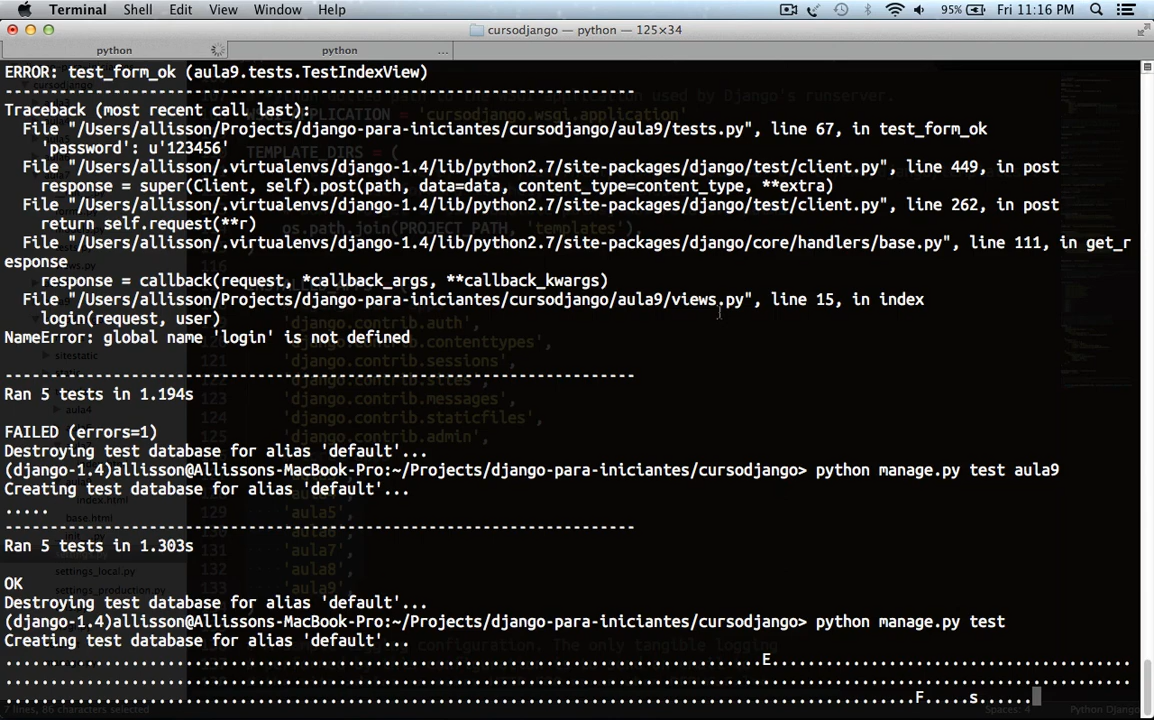 Terminal Shell Edit View Window Help 95% Fri 11:16 PM
cursodjango — python — 125×34
python python ...
ERROR: test_form_ok (aula9.tests.TestIndexView)
----------------------------------------------------------------------
Traceback (most recent call last):
File "/Users/allisson/Projects/django-para-iniciantes/cursodjango/aula9/tests.py", line 67, in test_form_ok
'password': u'123456'
File "/Users/allisson/.virtualenvs/django-1.4/lib/python2.7/site-packages/django/test/client.py", line 449, in post
response = super(Client, self).post(path, data=data, content_type=content_type, **extra)
File "/Users/allisson/.virtualenvs/django-1.4/lib/python2.7/site-packages/django/test/client.py", line 262, in post
return self.request(**r)
File "/Users/allisson/.virtualenvs/django-1.4/lib/python2.7/site-packages/django/core/handlers/base.py", line 111, in get_r
esponse
response = callback(request, *callback_args, **callback_kwargs)
File "/Users/allisson/Projects/django-para-iniciantes/cursodjango/aula9/views.py", line 15, in index
login(request, user)
NameError: global name 'login' is not defined
----------------------------------------------------------------------
Ran 5 tests in 1.194s
FAILED (errors=1)
Destroying test database for alias 'default'...
(django-1.4)allisson@Allissons-MacBook-Pro:~/Projects/django-para-iniciantes/cursodjango> python manage.py test aula9
Creating test database for alias 'default'...
.....
----------------------------------------------------------------------
Ran 5 tests in 1.303s
OK
Destroying test database for alias 'default'...
(django-1.4)allisson@Allissons-MacBook-Pro:~/Projects/django-para-iniciantes/cursodjango> python manage.py test
Creating test database for alias 'default'...
.....................................................................................E........................................
.............................................................................................................................
......................................................................................................F.....s......